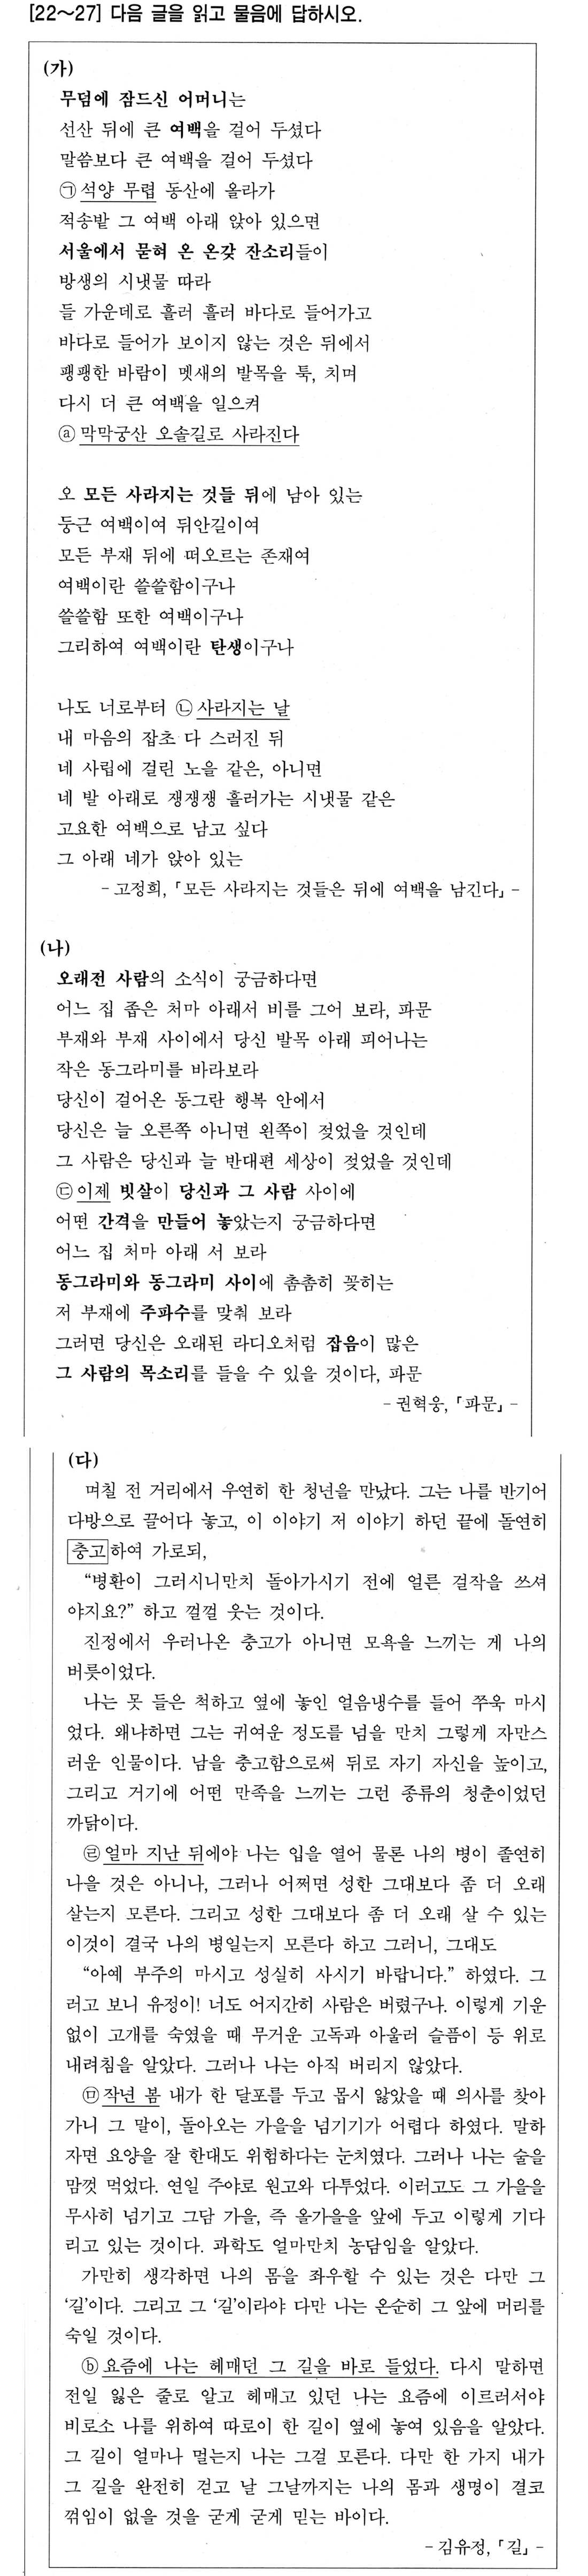 [22～27] 다음 글을 읽고 물음에 답하시오.
(가)
무덤에 잠드신 어머니는
선산 뒤에 큰 여백을 걸어 두셨다
말씀보다 큰 여백을 걸어 두셨다
㉠석양 무렵 동산에 올라가
적송밭 그 여백 아래 앉아 있으면
서울에서 묻혀 온 온갖 잔소리들이
방생의 시냇물 따라
들 가운데로 흘러 흘러 바다로 들어가고
바다로 들어가 보이지 않는 것은 뒤에서
팽팽한 바람이 멧새의 발목을 툭, 치며
다시 더 큰 여백을 일으켜
ⓐ막막궁산 오솔길로 사라진다
오 모든 사라지는 것들 뒤에 남아 있는
둥근 여백이여 뒤안길이여
모든 부재 뒤에 떠오르는 존재여
여백이란 쓸쓸함이구나
쓸쓸함 또한 여백이구나
그리하여 여백이란 탄생이구나
나도 너로부터 ㉡사라지는 날
내 마음의 잡초 다 스러진 뒤
네 사립에 걸린 노을 같은, 아니면
네 발 아래로 쟁쟁쟁 흘러가는 시냇물 같은
고요한 여백으로 남고 싶다
그 아래 네가 앉아 있는
- 고정희, ｢모든 사라지는 것들은 뒤에 여백을 남긴다｣ -
(나)
오래전 사람의 소식이 궁금하다면
어느 집 좁은 처마 아래서 비를 그어 보라, 파문
부재와 부재 사이에서 당신 발목 아래 피어나는
작은 동그라미를 바라보라
당신이 걸어온 동그란 행복 안에서
당신은 늘 오른쪽 아니면 왼쪽이 젖었을 것인데
그 사람은 당신과 늘 반대편 세상이 젖었을 것인데
㉢이제 빗살이 당신과 그 사람 사이에
어떤 간격을 만들어 놓았는지 궁금하다면
어느 집 처마 아래 서 보라
동그라미와 동그라미 사이에 촘촘히 꽂히는
저 부재에 주파수를 맞춰 보라
그러면 당신은 오래된 라디오처럼 잡음이 많은
그 사람의 목소리를 들을 수 있을 것이다, 파문
- 권혁웅, ｢파문｣ -
(다)
며칠 전 거리에서 우연히 한 청년을 만났다. 그는 나를 반기어
다방으로 끌어다 놓고, 이 이야기 저 이야기 하던 끝에 돌연히
충고하여 가로되,
“병환이 그러시니만치 돌아가시기 전에 얼른 걸작을 쓰셔
야지요?” 하고 껄껄 웃는 것이다.
진정에서 우러나온 충고가 아니면 모욕을 느끼는 게 나의
버릇이었다.
나는 못 들은 척하고 옆에 놓인 얼음냉수를 들어 쭈욱 마시
었다. 왜냐하면 그는 귀여운 정도를 넘을 만치 그렇게 자만스
러운 인물이다. 남을 충고함으로써 뒤로 자기 자신을 높이고,
그리고 거기에 어떤 만족을 느끼는 그런 종류의 청춘이었던
까닭이다.
㉣얼마 지난 뒤에야 나는 입을 열어 물론 나의 병이 졸연히
나을 것은 아니나, 그러나 어쩌면 성한 그대보다 좀 더 오래
살는지 모른다. 그리고 성한 그대보다 좀 더 오래 살 수 있는
이것이 결국 나의 병일는지 모른다 하고 그러니, 그대도
“아예 부주의 마시고 성실히 사시기 바랍니다.” 하였다. 그
러고 보니 유정이! 너도 어지간히 사람은 버렸구나. 이렇게 기운
없이 고개를 숙였을 때 무거운 고독과 아울러 슬픔이 등 위로
내려침을 알았다. 그러나 나는 아직 버리지 않았다.
㉤작년 봄 내가 한 달포를 두고 몹시 앓았을 때 의사를 찾아
가니 그 말이, 돌아오는 가을을 넘기기가 어렵다 하였다. 말하
자면 요양을 잘 한대도 위험하다는 눈치였다. 그러나 나는 술을
맘껏 먹었다. 연일 주야로 원고와 다투었다. 이러고도 그 가을을
무사히 넘기고 그담 가을, 즉 올가을을 앞에 두고 이렇게 기다
리고 있는 것이다. 과학도 얼마만치 농담임을 알았다.
가만히 생각하면 나의 몸을 좌우할 수 있는 것은 다만 그
‘길’이다. 그리고 그 ‘길’이라야 다만 나는 온순히 그 앞에 머리를
숙일 것이다.
ⓑ요즘에 나는 헤매던 그 길을 바로 들었다. 다시 말하면
전일 잃은 줄로 알고 헤매고 있던 나는 요즘에 이르러서야
비로소 나를 위하여 따로이 한 길이 옆에 놓여 있음을 알았다.
그 길이 얼마나 멀는지 나는 그걸 모른다. 다만 한 가지 내가
그 길을 완전히 걷고 날 그날까지는 나의 몸과 생명이 결코
꺾임이 없을 것을 굳게 굳게 믿는 바이다.
- 김유정, ｢길｣ -